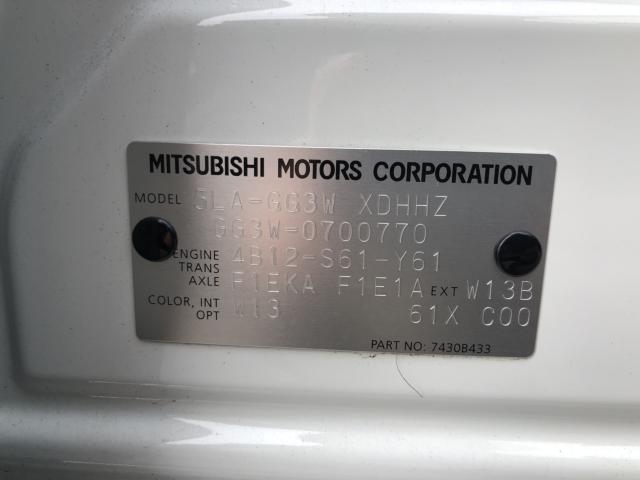 MITSUBISHI MOTORS CORPORATION
MODEL 5LA-GG3W XDHHZ
GG3W-0700770
ENGINE 4B12-S61-Y61
TRANS
AXLE F1EKA F1E1A EXT W13B
COLOR, INT W13
OPT 61X C00
PART NO: 7430B433